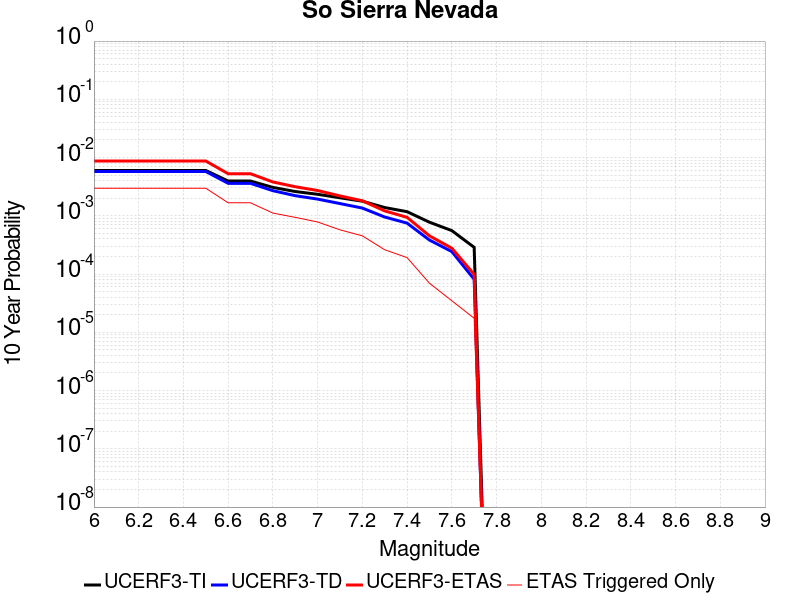 So Sierra Nevada
10 0
10 -1
10 -2
10 -3
10 -4
10 -5
10 -6
10 -7
10 -8
10 Year Probability
6 6.2 6.4 6.6 6.8 7 7.2 7.4 7.6 7.8 8 8.2 8.4 8.6 8.8 9
Magnitude
UCERF3-TI UCERF3-TD UCERF3-ETAS ETAS Triggered Only